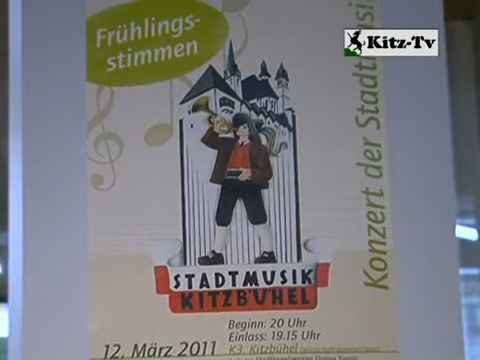 Kitz-Tv
Frühlings-
stimmen
Konzert der Stadtmusi
STADTMUSIK
KITZBÜHEL
Beginn: 20 Uhr
Einlass: 19.15 Uhr
12. März 2011
K3, Kitzbühel